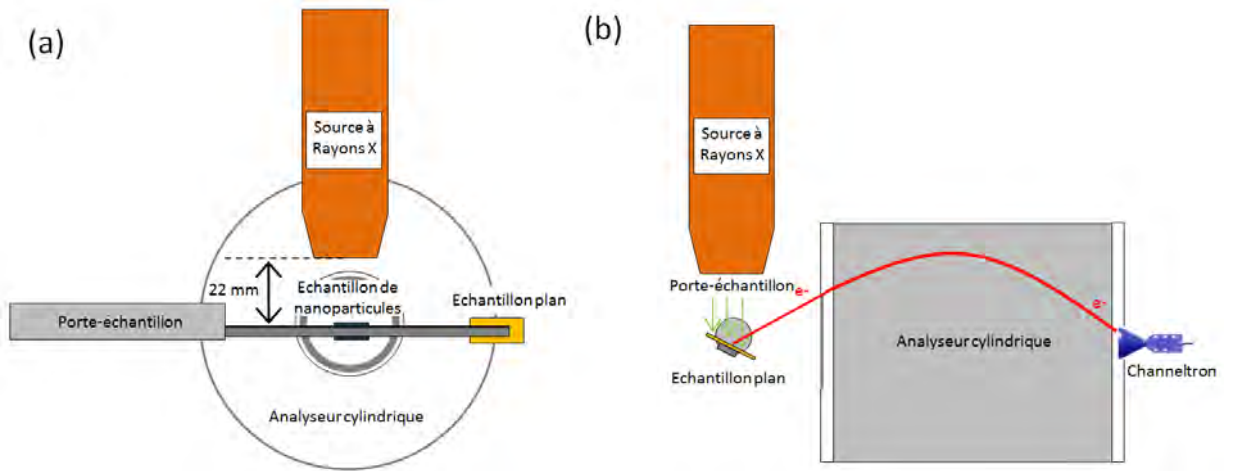 (a)
Source à
Rayons X
22 mm
Echantillon de
nanoparticules
Echantillon plan
Porte-echantillon
Analyseur cylindrique
(b)
Source à
Rayons X
Porte-échantillon
e-
e-
Analyseur cylindrique
Echantillon plan
Channeltron